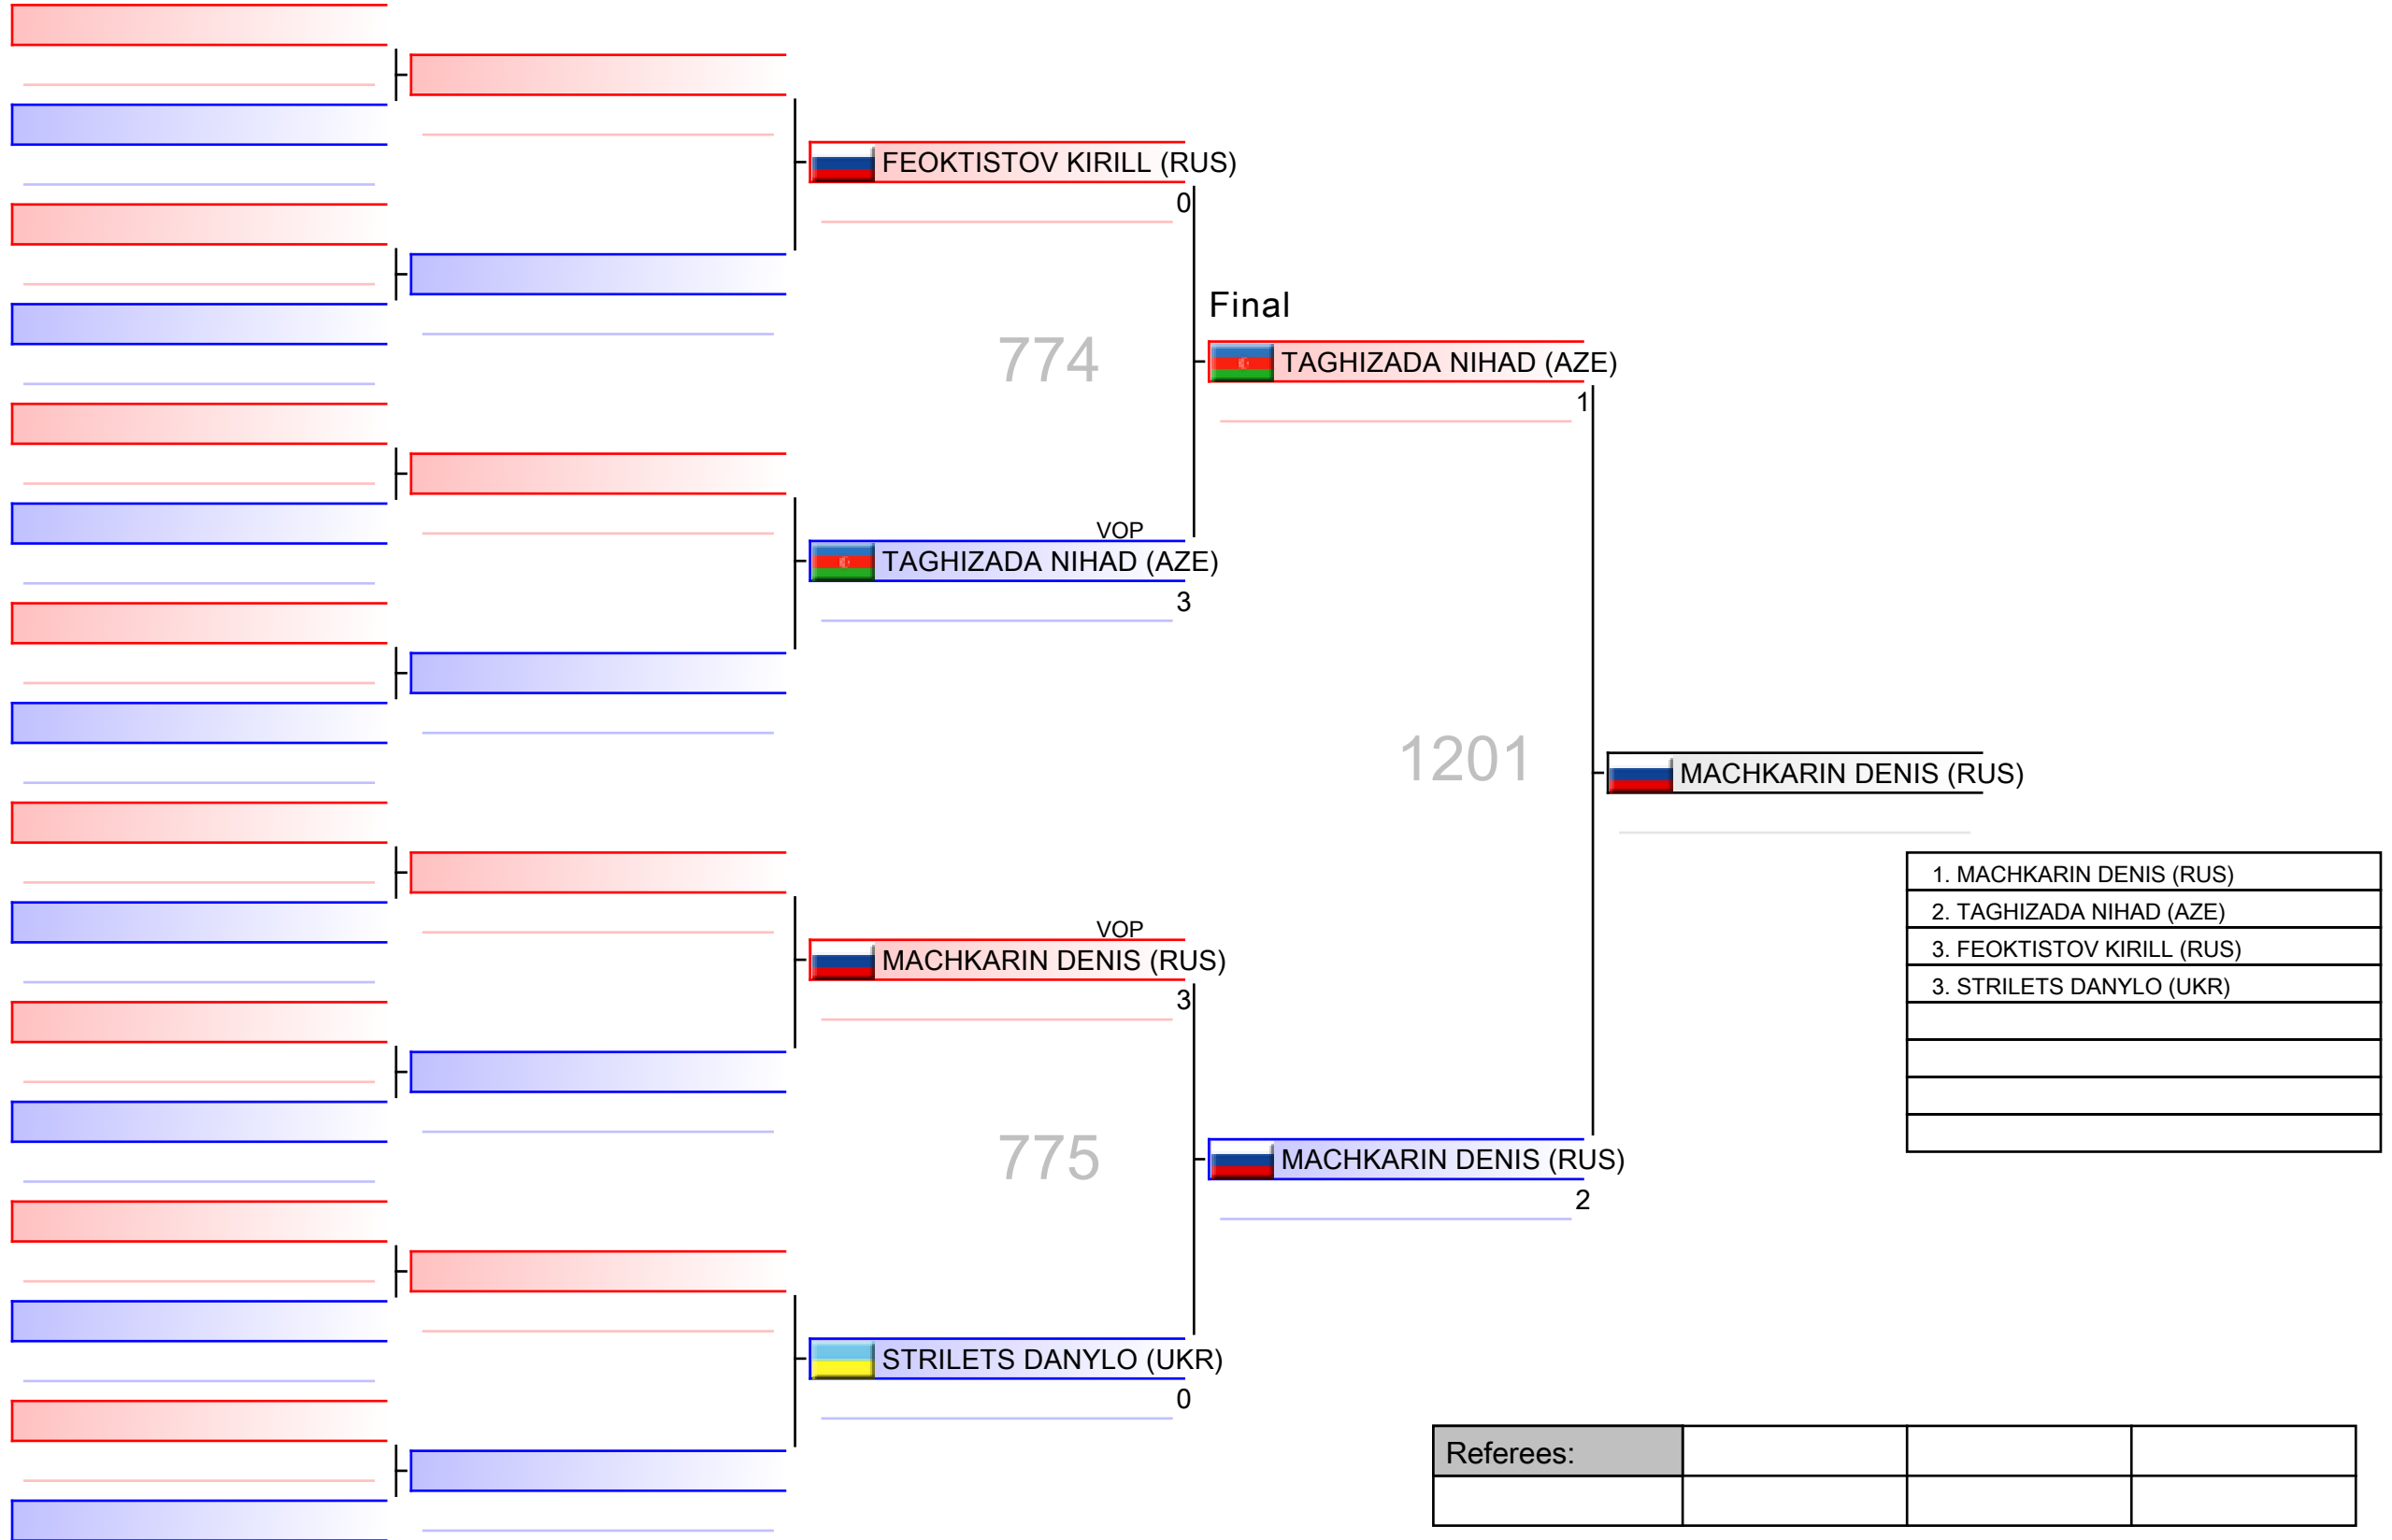 FEOKTISTOV KIRILL (RUS)
0
774
Final
TAGHIZADA NIHAD (AZE)
1
VOP
TAGHIZADA NIHAD (AZE)
3
1201
MACHKARIN DENIS (RUS)
1. MACHKARIN DENIS (RUS)
2. TAGHIZADA NIHAD (AZE)
3. FEOKTISTOV KIRILL (RUS)
3. STRILETS DANYLO (UKR)
VOP
MACHKARIN DENIS (RUS)
3
775
MACHKARIN DENIS (RUS)
2
STRILETS DANYLO (UKR)
0
Referees: